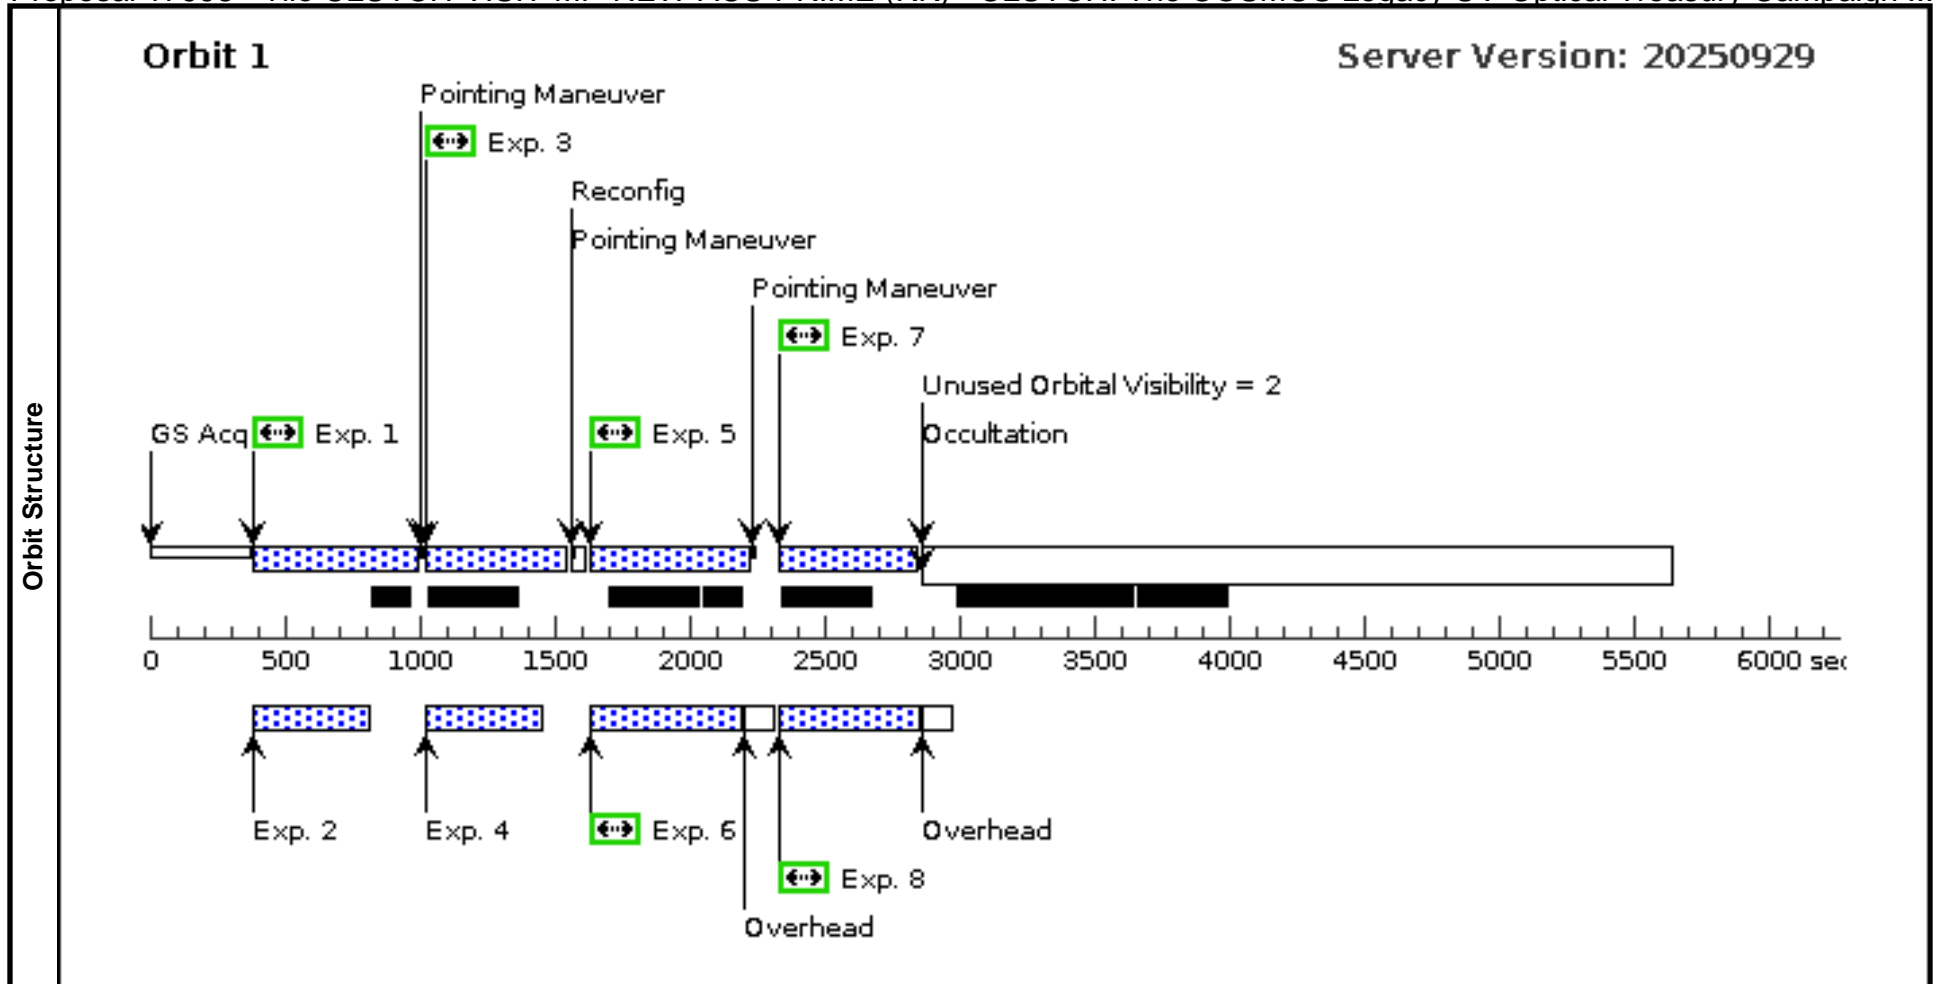 Orbit 1
Server Version: 20250929
Pointing Maneuver
Exp. 3
Reconfig
Pointing Maneuver
Pointing Maneuver
Exp. 7
Unused Orbital Visibility = 2
GS Acq Exp. 1 Exp. 5 Occultation
Orbit Structure
0 500 1000 1500 2000 2500 3000 3500 4000 4500 5000 5500 6000
Exp. 2 Exp. 4 Exp. 6 Overhead
Exp. 8
Overhead